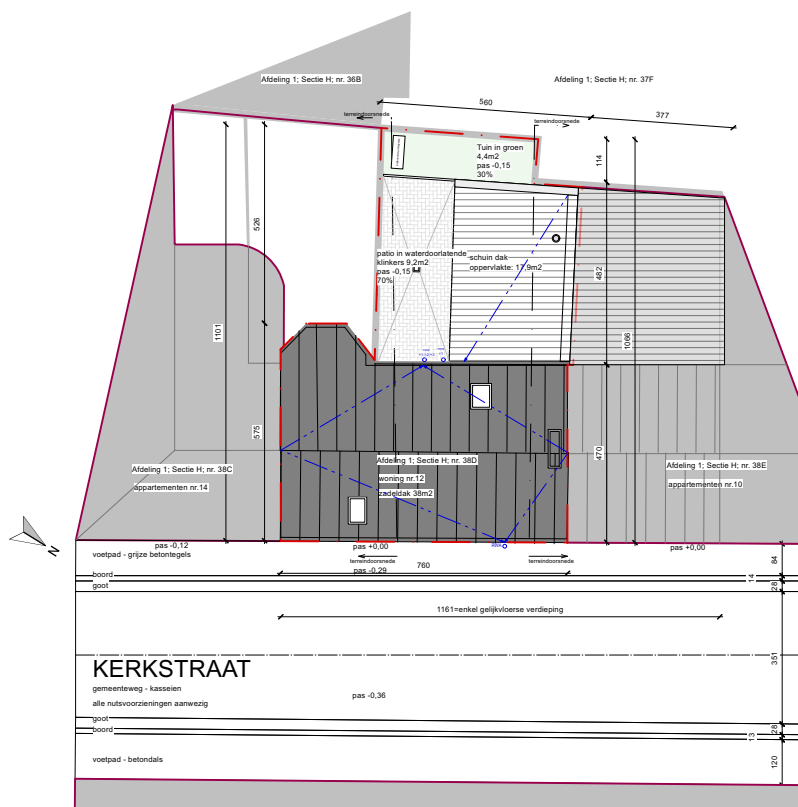 Afdeling 1; Sectie H; nr. 36B
Afdeling 1; Sectie H; nr. 37F
560
377
terreindoorsnede
terreindoorsnede
Tuin in groen
4,4m2
pas -0,15
30%
114
526
patio in waterdoorlatende
klinkers 9,2m2
pas -0,15
70%
schuin dak
oppervlakte: 17,9m2
482
1101
1066
575
470
Afdeling 1; Sectie H; nr. 38C
appartementen nr.14
Afdeling 1; Sectie H; nr. 38D
woning nr.12
zadeldak 38m2
Afdeling 1; Sectie H; nr. 38E
appartementen nr.10
N
pas -0,12
pas +0,00
pas +0,00
voetpad - grijze betontegels
terreindoorsnede
terreindoorsnede
760
pas -0,29
84
boord
14
goot
28
1161=enkel gelijkvloerse verdieping
351
KERKSTRAAT
gemeenteweg - kasseien
pas -0,36
alle nutsvoorzieningen aanwezig
goot
28
boord
13
voetpad - betondals
120